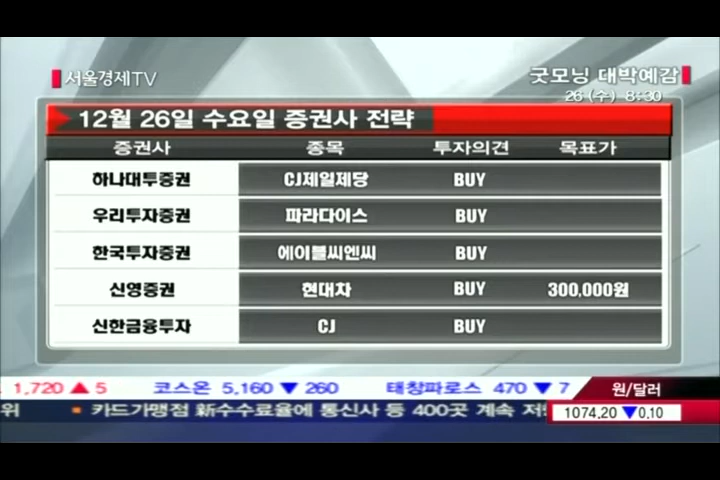 서울경제TV
굿모닝 대박예감
26 (수) 8:30
12월 26일 수요일 증권사 전략
증권사 종목 투자의견 목표가
하나대투증권 CJ제일제당 BUY
우리투자증권 파라다이스 BUY
한국투자증권 에이블씨엔씨 BUY
신영증권 현대차 BUY 300,000원
신한금융투자 CJ BUY
1,720 ▲ 5 코스온 5,160 ▼ 260 태창파로스 470 ▼ 7 원/달러
위 ▪ 카드가맹점 新수수료율에 통신사 등 400곳 계속 1074.20 ▼0.10